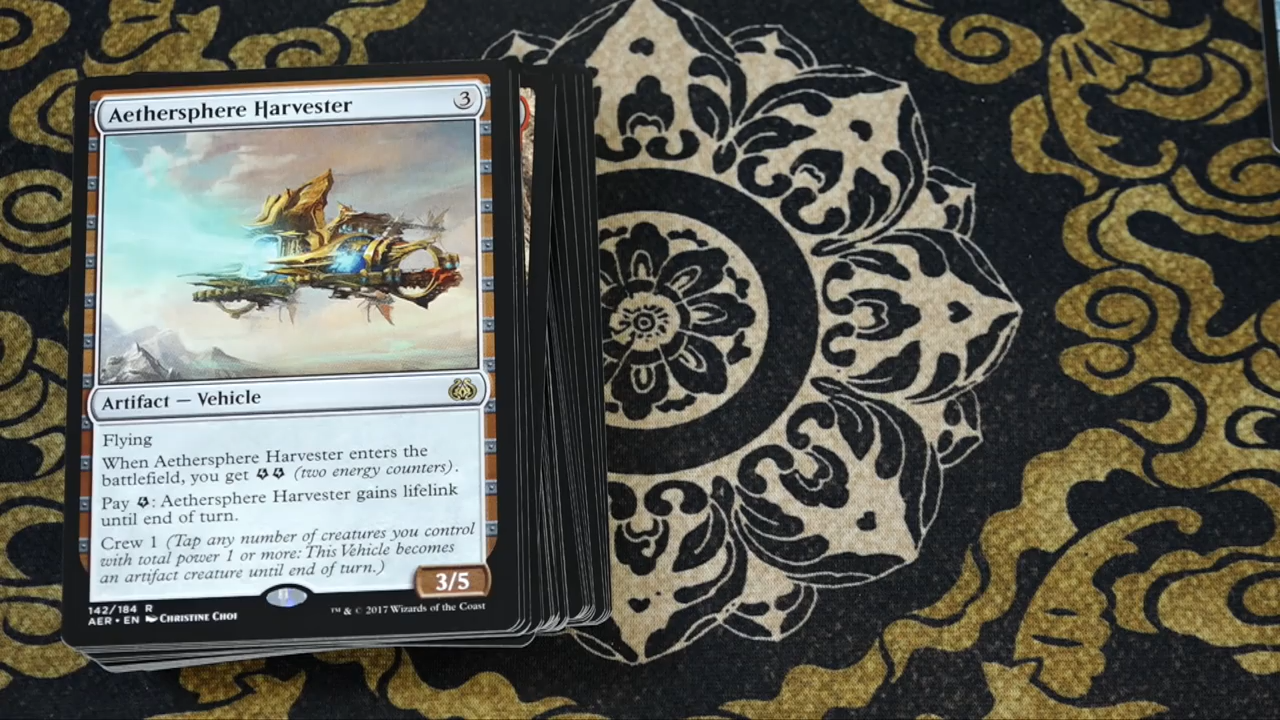 Aethersphere Harvester 3
Artifact — Vehicle
Flying
When Aethersphere Harvester enters the
battlefield, you get (two energy counters).
Pay : Aethersphere Harvester gains lifelink
until end of turn.
Crew 1 (Tap any number of creatures you control
with total power 1 or more: This Vehicle becomes
an artifact creature until end of turn.)
3/5
142/184 R
AER • EN CHRISTINE CHOI
™ & © 2017 Wizards of the Coast